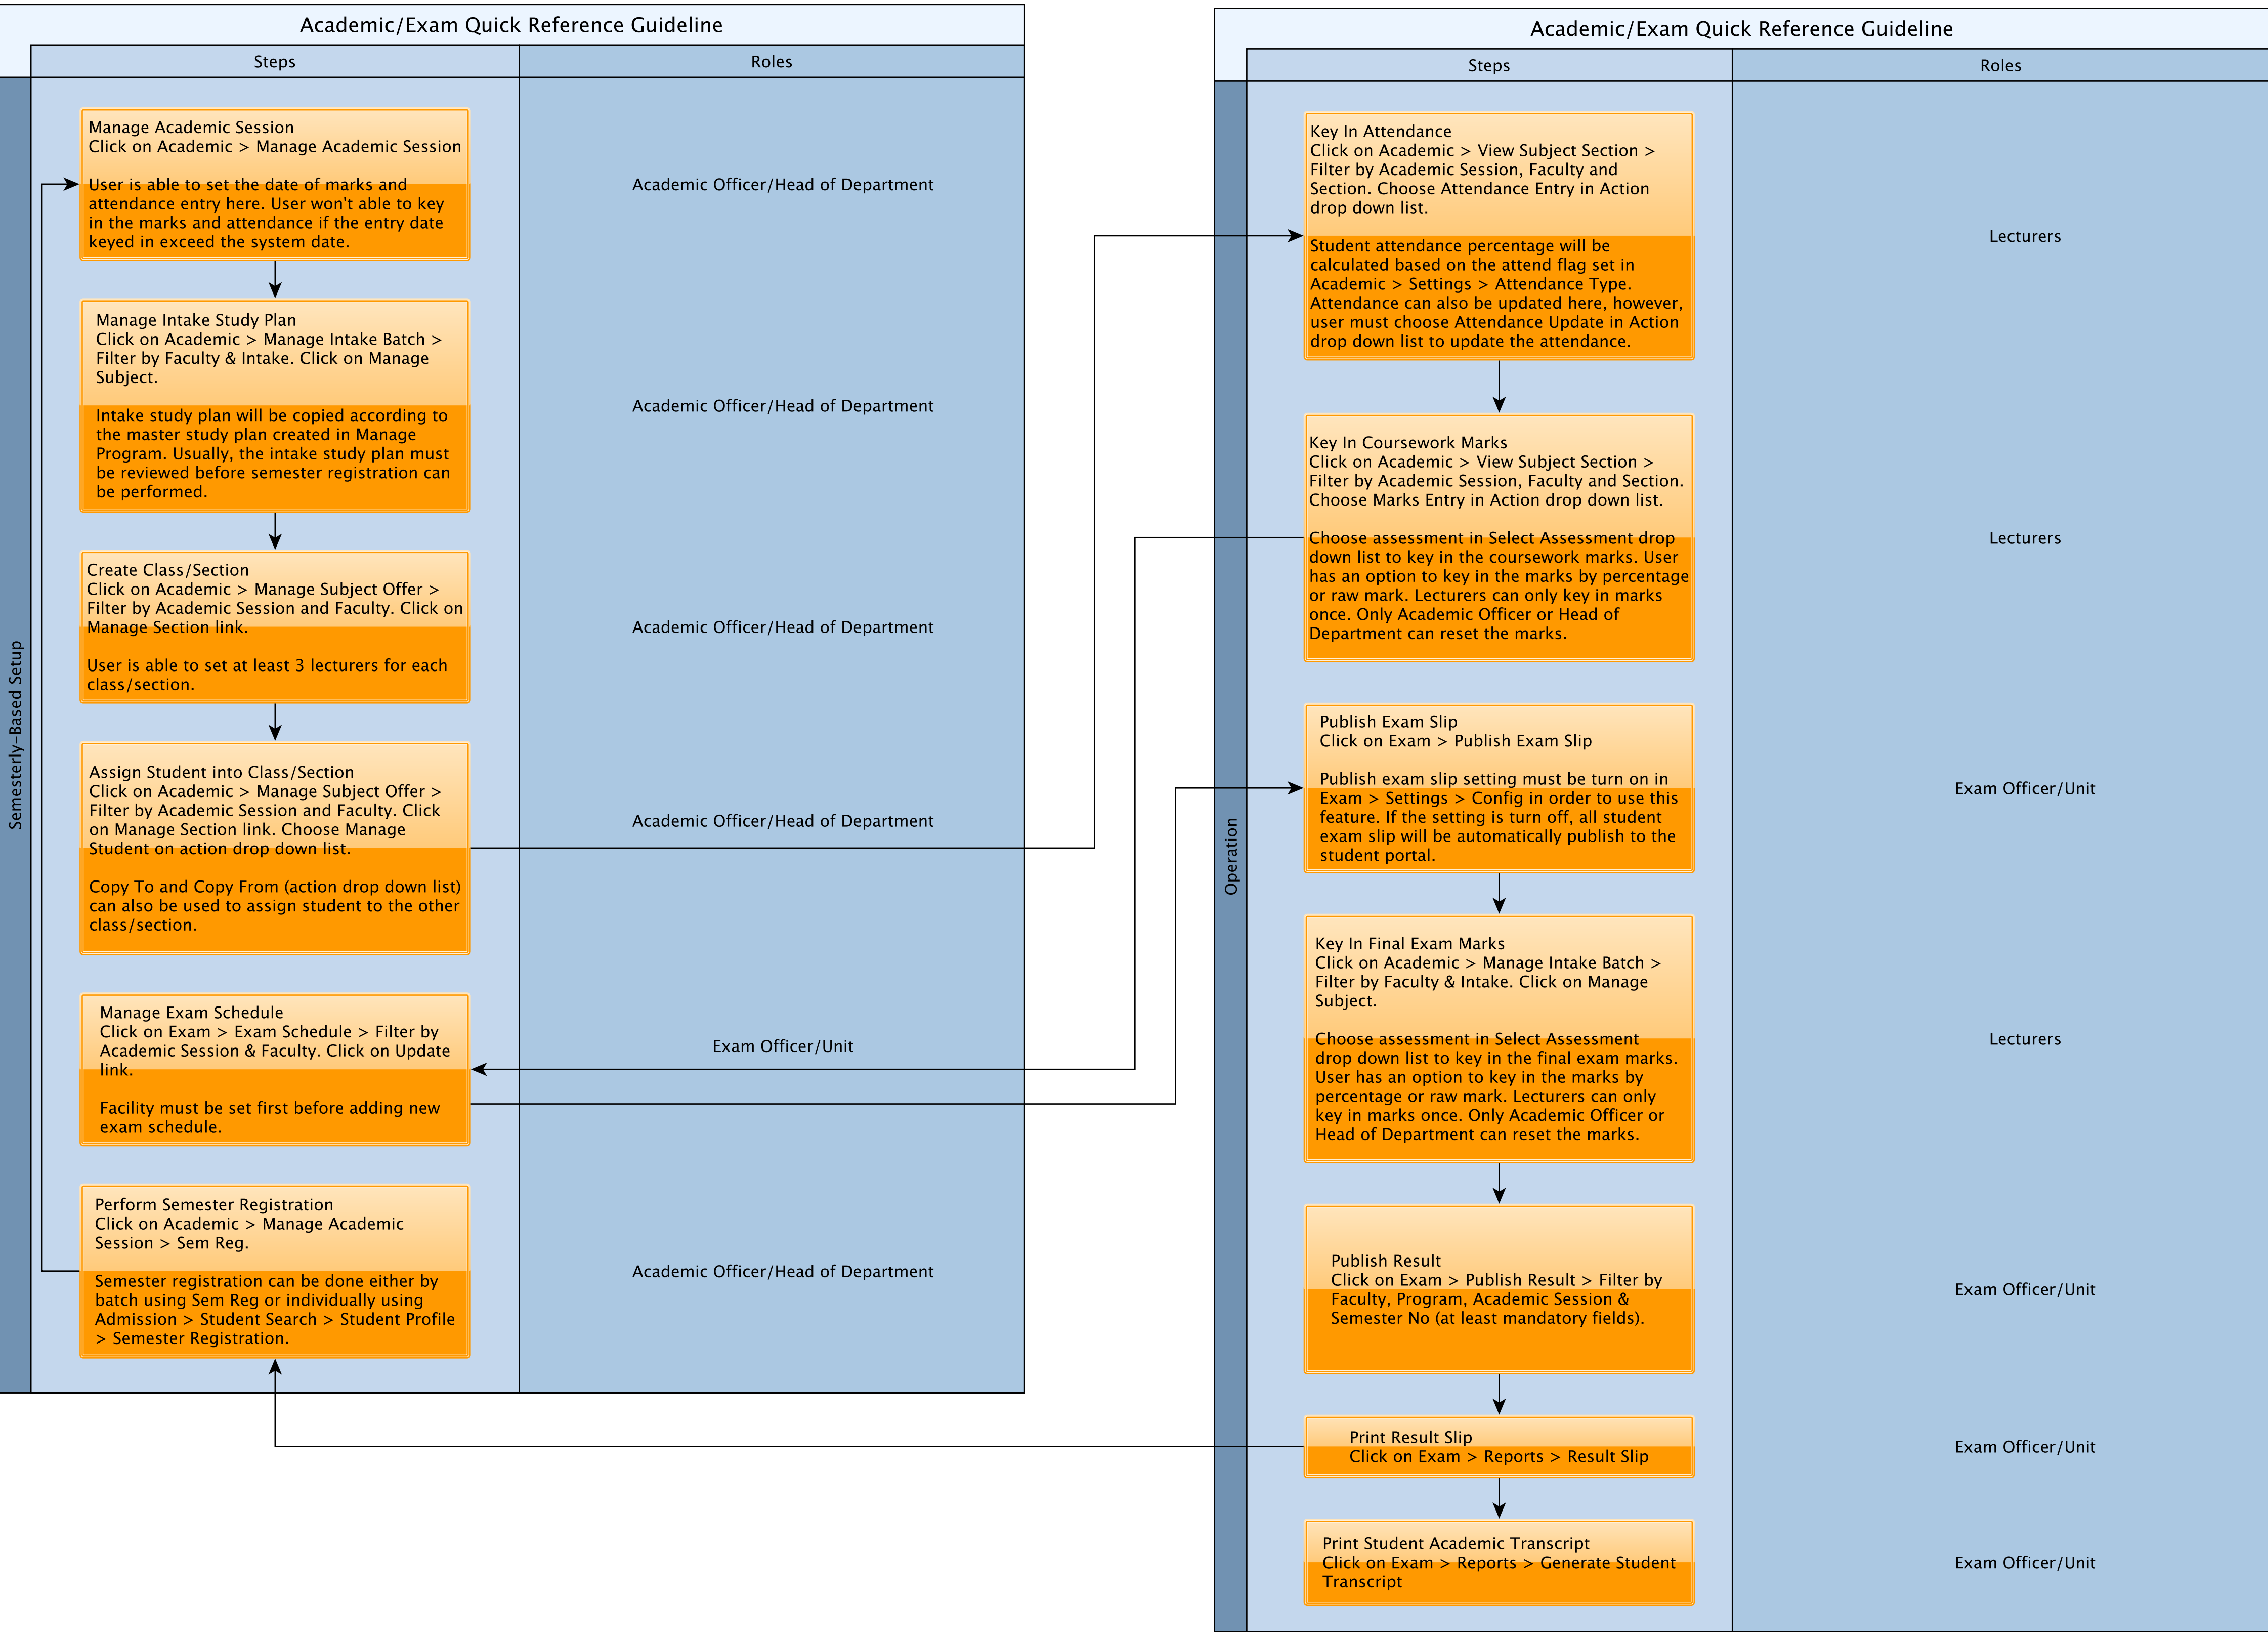 Academic/Exam Quick Reference Guideline
Steps
Roles
Semesterly-Based Setup
Manage Academic Session
Click on Academic > Manage Academic Session
User is able to set the date of marks and
attendance entry here. User won't able to key
in the marks and attendance if the entry date
keyed in exceed the system date.
Academic Officer/Head of Department
Manage Intake Study Plan
Click on Academic > Manage Intake Batch >
Filter by Faculty & Intake. Click on Manage
Subject.
Intake study plan will be copied according to
the master study plan created in Manage
Program. Usually, the intake study plan must
be reviewed before semester registration can
be performed.
Academic Officer/Head of Department
Create Class/Section
Click on Academic > Manage Subject Offer >
Filter by Academic Session and Faculty. Click on
Manage Section link.
User is able to set at least 3 lecturers for each
class/section.
Academic Officer/Head of Department
Assign Student into Class/Section
Click on Academic > Manage Subject Offer >
Filter by Academic Session and Faculty. Click
on Manage Section link. Choose Manage
Student on action drop down list.
Copy To and Copy From (action drop down list)
can also be used to assign student to the other
class/section.
Academic Officer/Head of Department
Manage Exam Schedule
Click on Exam > Exam Schedule > Filter by
Academic Session & Faculty. Click on Update
link.
Facility must be set first before adding new
exam schedule.
Exam Officer/Unit
Perform Semester Registration
Click on Academic > Manage Academic
Session > Sem Reg.
Semester registration can be done either by
batch using Sem Reg or individually using
Admission > Student Search > Student Profile
> Semester Registration.
Academic Officer/Head of Department
Academic/Exam Quick Reference Guideline
Steps
Roles
Operation
Key In Attendance
Click on Academic > View Subject Section >
Filter by Academic Session, Faculty and
Section. Choose Attendance Entry in Action
drop down list.
Student attendance percentage will be
calculated based on the attend flag set in
Academic > Settings > Attendance Type.
Attendance can also be updated here, however,
user must choose Attendance Update in Action
drop down list to update the attendance.
Lecturers
Key In Coursework Marks
Click on Academic > View Subject Section >
Filter by Academic Session, Faculty and Section.
Choose Marks Entry in Action drop down list.
Choose assessment in Select Assessment drop
down list to key in the coursework marks. User
has an option to key in the marks by percentage
or raw mark. Lecturers can only key in marks
once. Only Academic Officer or Head of
Department can reset the marks.
Lecturers
Publish Exam Slip
Click on Exam > Publish Exam Slip
Publish exam slip setting must be turn on in
Exam > Settings > Config in order to use this
feature. If the setting is turn off, all student
exam slip will be automatically publish to the
student portal.
Exam Officer/Unit
Key In Final Exam Marks
Click on Academic > Manage Intake Batch >
Filter by Faculty & Intake. Click on Manage
Subject.
Choose assessment in Select Assessment
drop down list to key in the final exam marks.
User has an option to key in the marks by
percentage or raw mark. Lecturers can only
key in marks once. Only Academic Officer or
Head of Department can reset the marks.
Lecturers
Publish Result
Click on Exam > Publish Result > Filter by
Faculty, Program, Academic Session &
Semester No (at least mandatory fields).
Exam Officer/Unit
Print Result Slip
Click on Exam > Reports > Result Slip
Exam Officer/Unit
Print Student Academic Transcript
Click on Exam > Reports > Generate Student
Transcript
Exam Officer/Unit